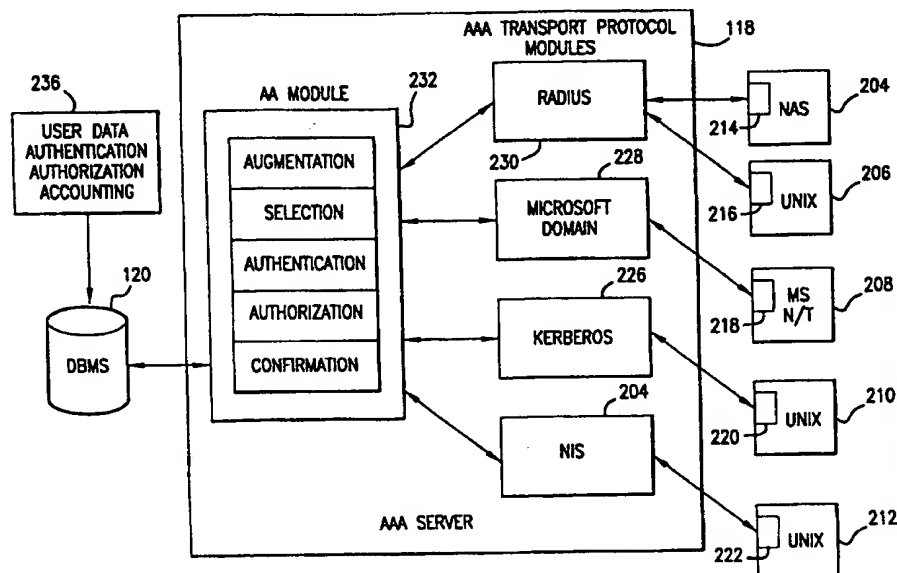 AAA TRANSPORT PROTOCOL
MODULES
118
236
USER DATA
AUTHENTICATION
AUTHORIZATION
ACCOUNTING
AA MODULE
232
AUGMENTATION
SELECTION
AUTHENTICATION
AUTHORIZATION
CONFIRMATION
120
DBMS
RADIUS
230
228
MICROSOFT
DOMAIN
226
KERBEROS
204
NIS
AAA SERVER
214
NAS
204
216
UNIX
206
218
MS
N/T
208
220
UNIX
210
222
UNIX
212